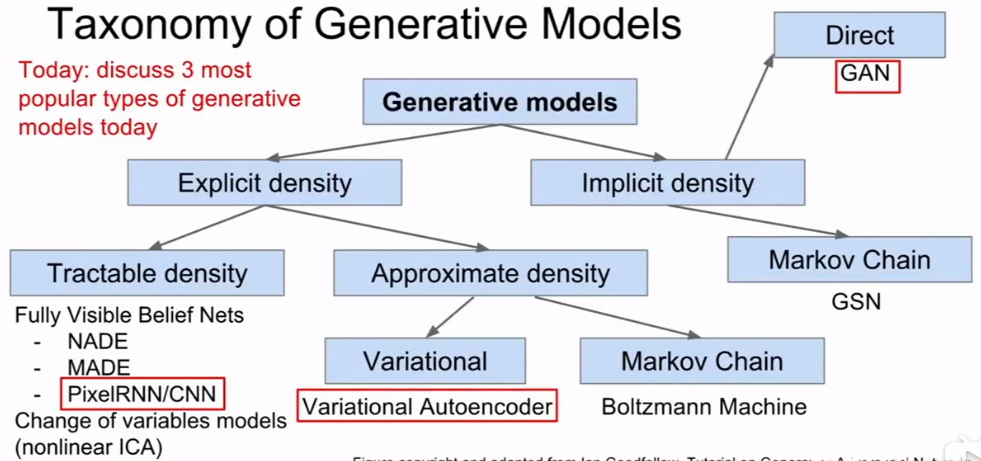 Taxonomy of Generative Models
Direct
GAN
Today: discuss 3 most
popular types of generative
models today
Generative models
Explicit density
Implicit density
Tractable density
Approximate density
Markov Chain
GSN
Fully Visible Belief Nets
- NADE
- MADE
- PixelRNN/CNN
Change of variables models
(nonlinear ICA)
Variational
Variational Autoencoder
Markov Chain
Boltzmann Machine
Figure copyright and adapted from Ian Goodfellow, Tutorial on